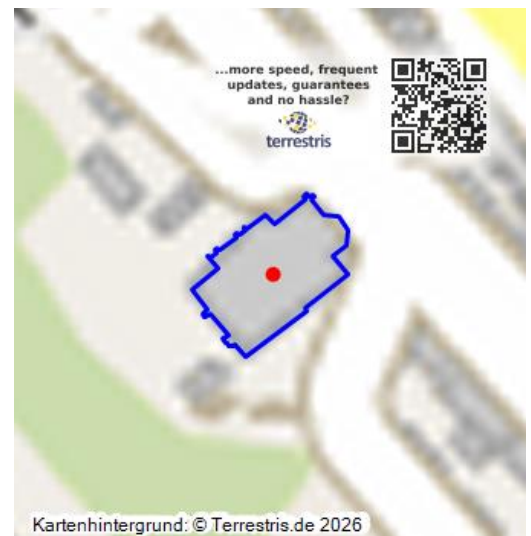 ...more speed, frequent
updates, guarantees
and no hassle?
terrestris
Kartenhintergrund: © Terrestris.de 2026